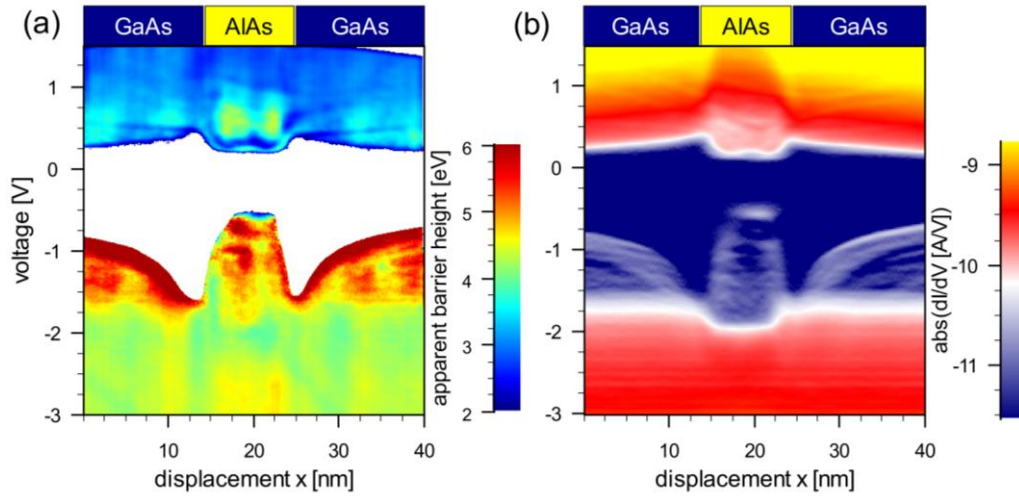 (a)
GaAs
AlAs
GaAs
voltage [V]
1
0
-1
-2
-3
10
20
30
40
displacement x [nm]
apparent barrier height [eV]
6
5
4
3
2
(b)
GaAs
AlAs
GaAs
1
0
-1
-2
-3
10
20
30
40
displacement x [nm]
abs(dI/dV) [A/V]
-9
-10
-11